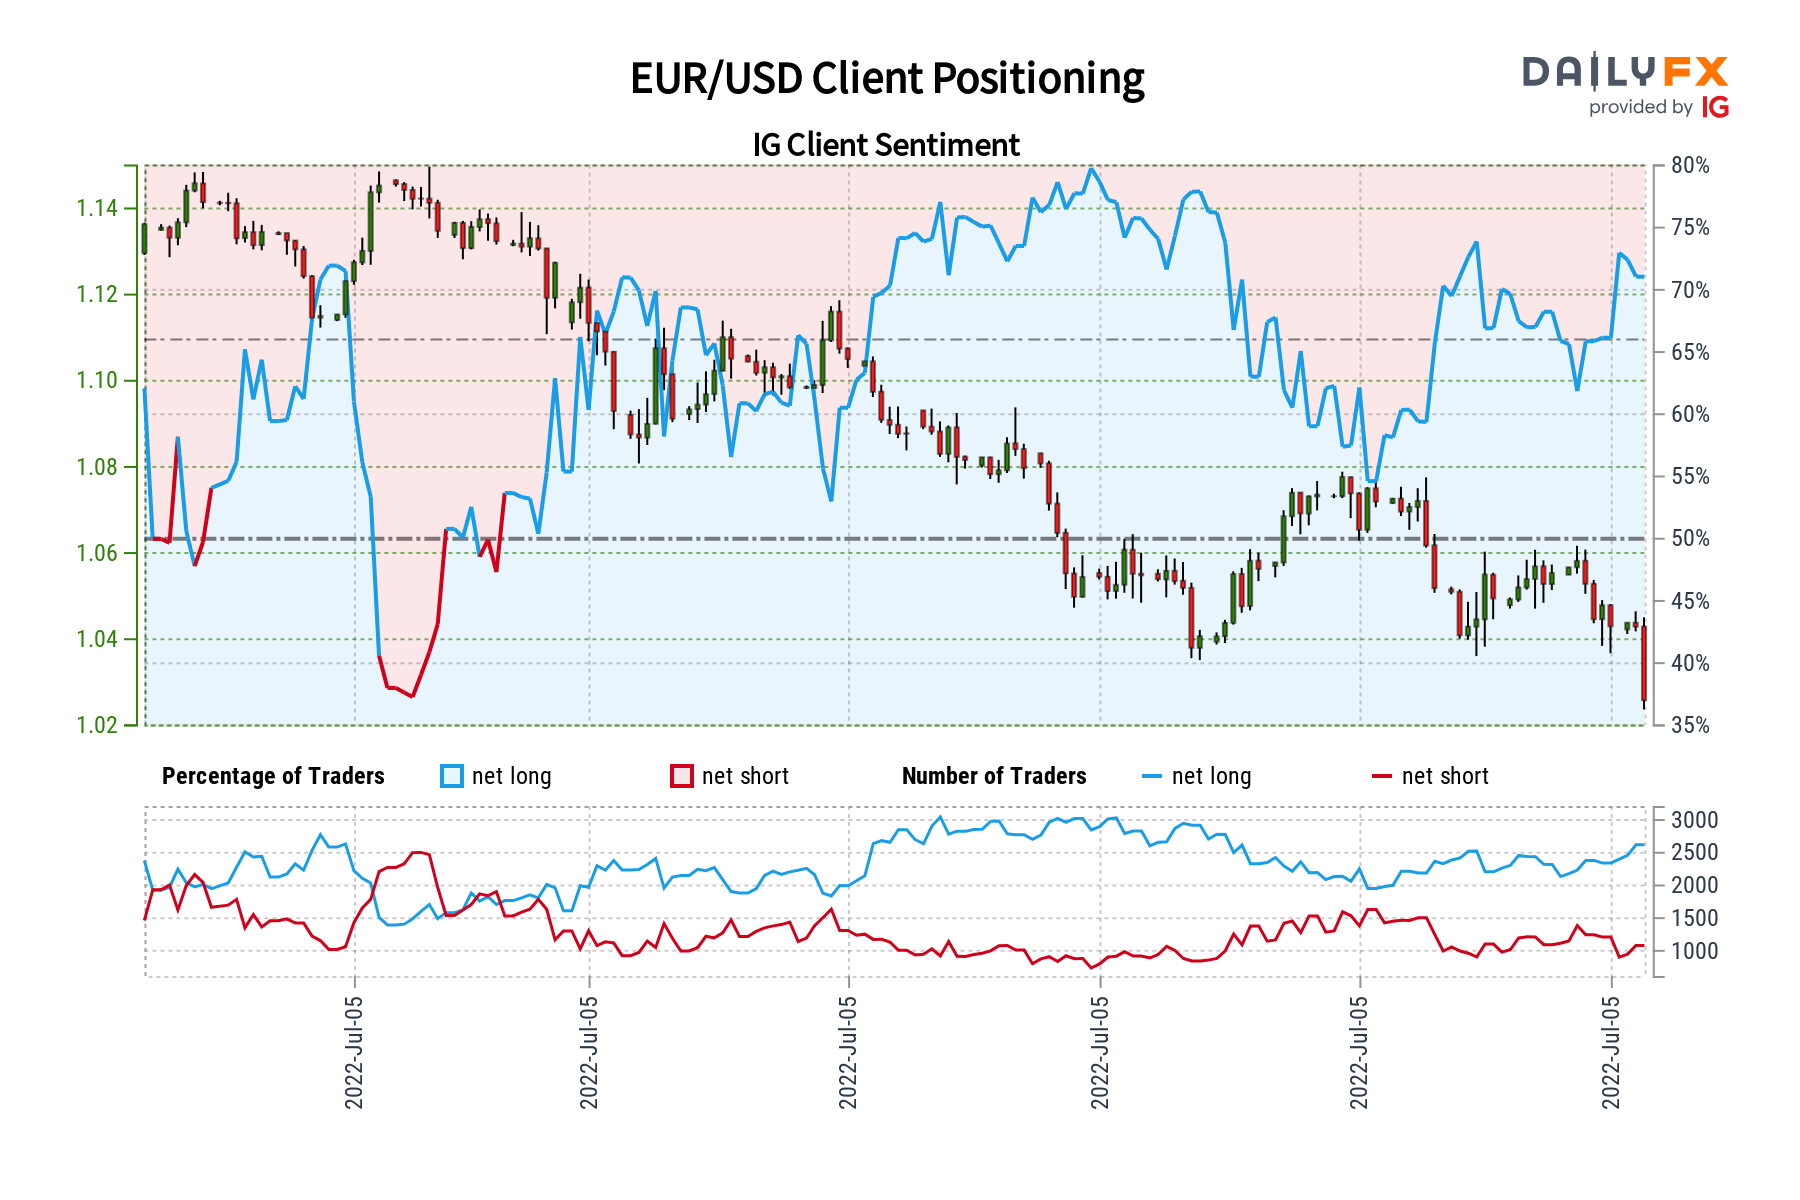 EUR/USD Client Positioning
DAILYFX
provided by IG
IG Client Sentiment
1.14
1.12
1.10
1.08
1.06
1.04
1.02
80%
75%
70%
65%
60%
55%
50%
45%
40%
35%
Percentage of Traders net long net short Number of Traders net long net short
3000
2500
2000
1500
1000
2022-Jul-05
2022-Jul-05
2022-Jul-05
2022-Jul-05
2022-Jul-05
2022-Jul-05